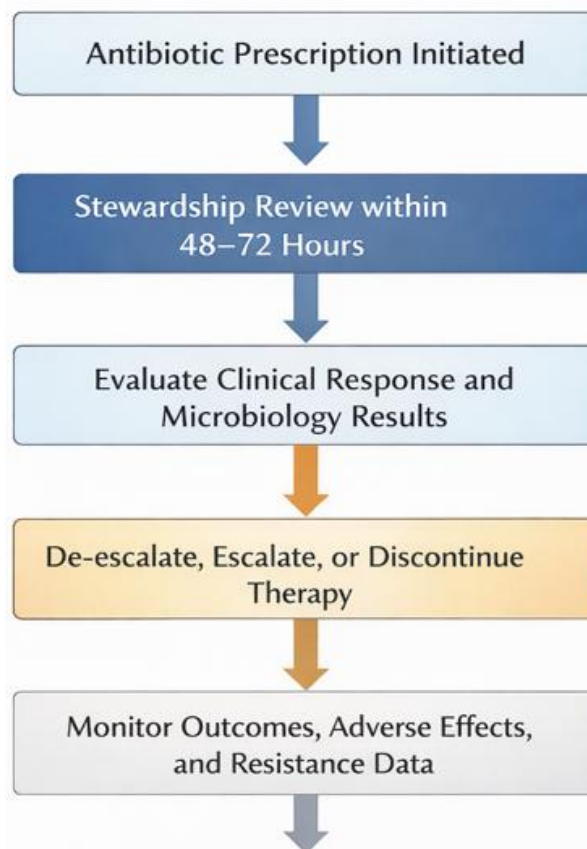 Antibiotic Prescription Initiated
Stewardship Review within
48–72 Hours
Evaluate Clinical Response and
Microbiology Results
De-escalate, Escalate, or Discontinue
Therapy
Monitor Outcomes, Adverse Effects,
and Resistance Data